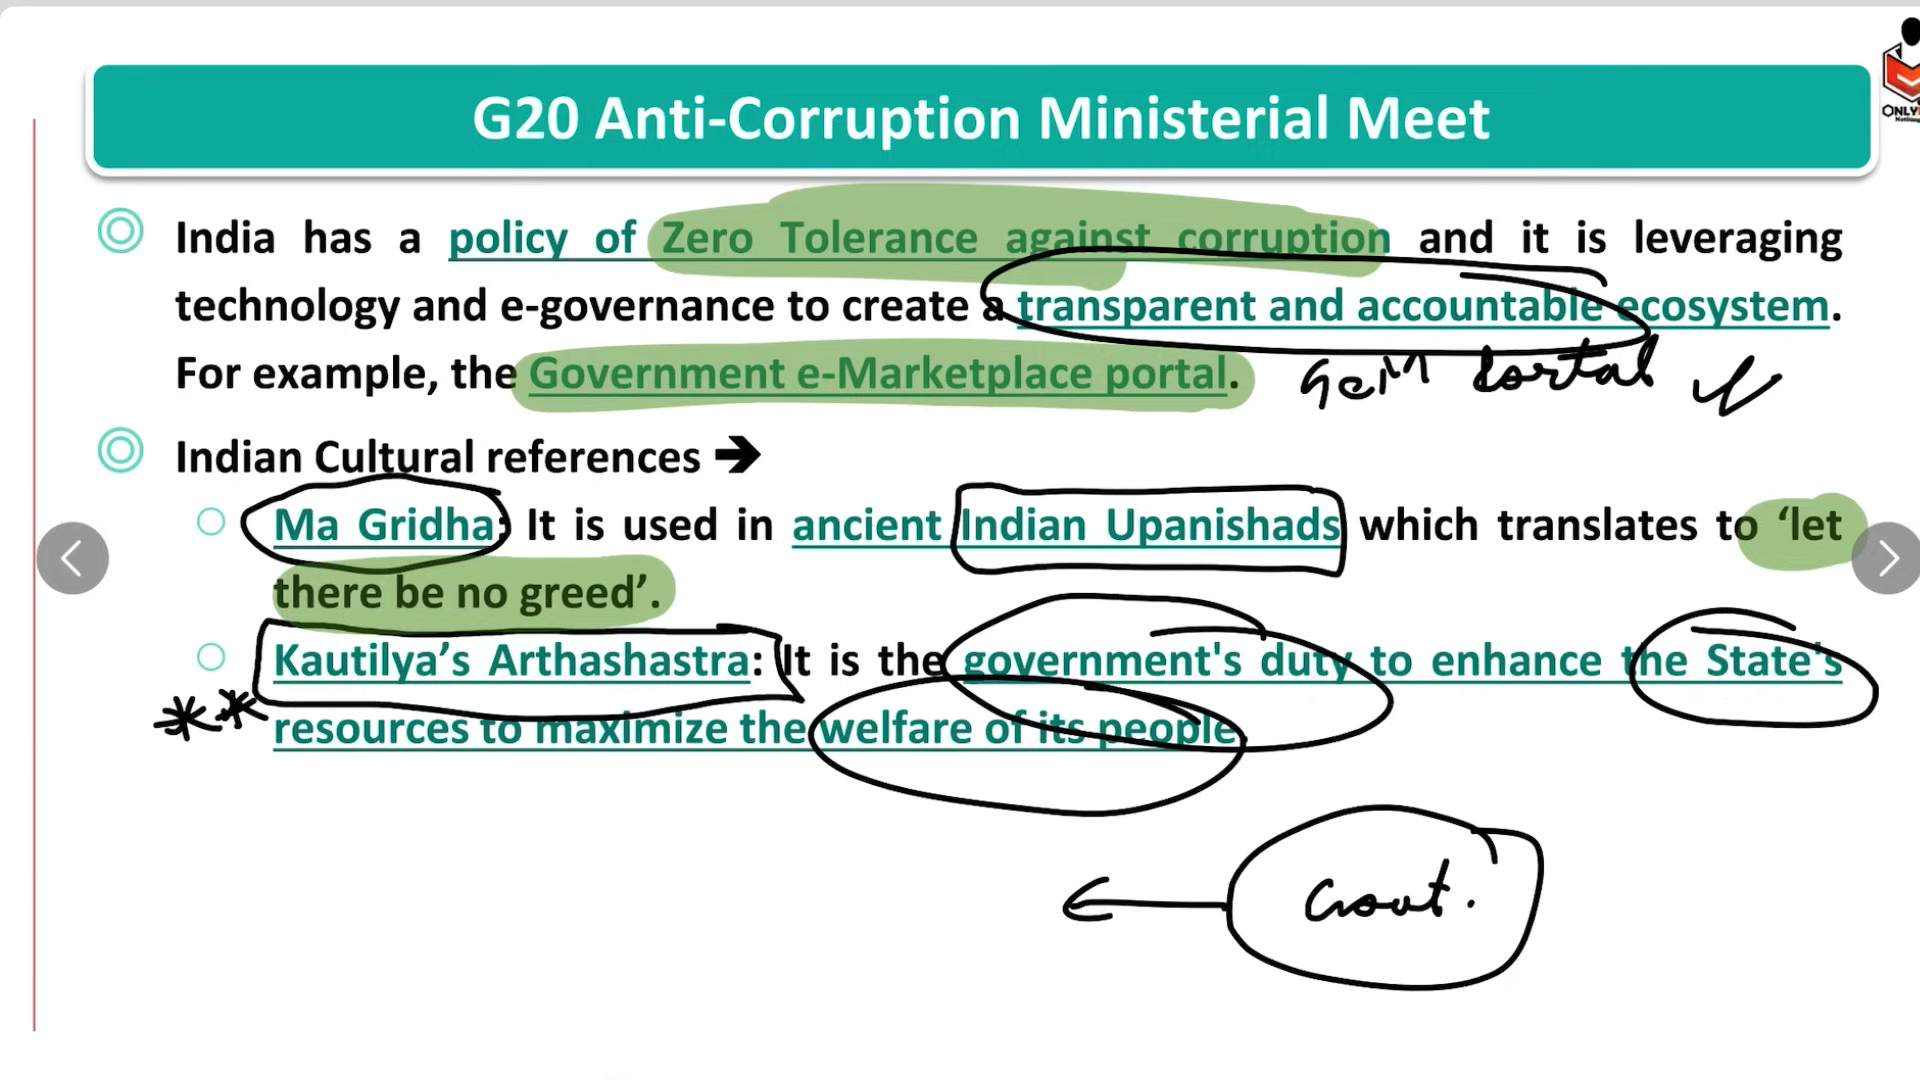 G20 Anti-Corruption Ministerial Meet
ONLY
Nothing
India has a policy of Zero Tolerance against corruption and it is leveraging
technology and e-governance to create a transparent and accountable ecosystem.
For example, the Government e-Marketplace portal.
Gem portal
Indian Cultural references ➔
Ma Gridha: It is used in ancient Indian Upanishads which translates to ‘let
there be no greed’.
Kautilya’s Arthashastra: It is the government's duty to enhance the State's
resources to maximize the welfare of its people
Govt.